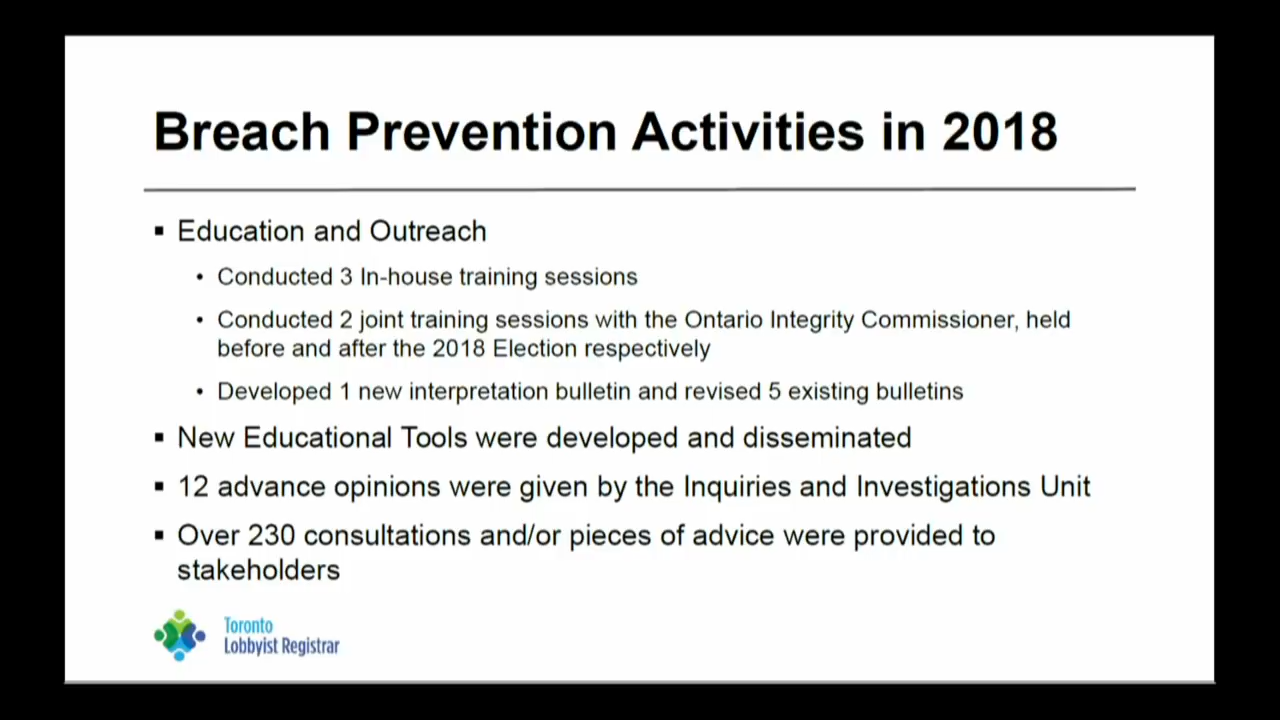 Breach Prevention Activities in 2018
▪ Education and Outreach
• Conducted 3 In-house training sessions
• Conducted 2 joint training sessions with the Ontario Integrity Commissioner, held
before and after the 2018 Election respectively
• Developed 1 new interpretation bulletin and revised 5 existing bulletins
▪ New Educational Tools were developed and disseminated
▪ 12 advance opinions were given by the Inquiries and Investigations Unit
▪ Over 230 consultations and/or pieces of advice were provided to
stakeholders
Toronto
Lobbyist Registrar